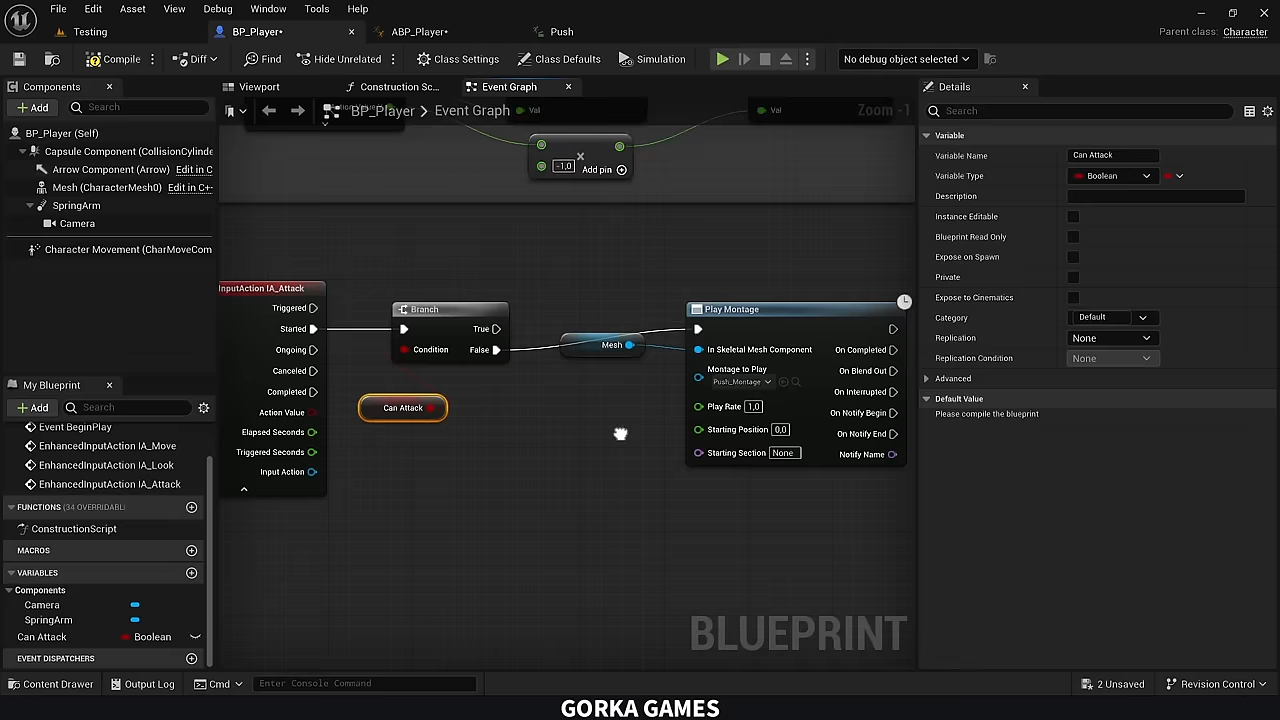 File Edit Asset View Debug Window Tools Help
Testing BP_Player* ABP_Player* Push Parent class: Character
Compile Diff Find Hide Unrelated Class Settings Class Defaults Simulation No debug object selected
Components Viewport Construction Sc... Event Graph Details
Add Search BP_Player Event Graph Val Val Zoom -1 Search
BP_Player (Self) Variable
Capsule Component (CollisionCylinde -1,0 Add pin Variable Name Can Attack
Arrow Component (Arrow) Edit in C Variable Type Boolean
Mesh (CharacterMesh0) Edit in C++ Description
SpringArm Instance Editable
Camera Blueprint Read Only
Character Movement (CharMoveCom Expose on Spawn
Private
InputAction IA_Attack Expose to Cinematics
Triggered Branch Play Montage Category Default
Started True Replication None
Ongoing Condition False Mesh In Skeletal Mesh Component On Completed Replication Condition None
Canceled Montage to Play On Blend Out Advanced
Completed Push_Montage On Interrupted Default Value
My Blueprint Action Value Can Attack Play Rate 1,0 On Notify Begin Please compile the blueprint
Add Search Elapsed Seconds Starting Position 0,0 On Notify End
Event BeginPlay Triggered Seconds Starting Section None Notify Name
EnhancedInputAction IA_Move Input Action
EnhancedInputAction IA_Look
EnhancedInputAction IA_Attack
FUNCTIONS (34 OVERRIDABL
ConstructionScript
MACROS
VARIABLES
Components
Camera
SpringArm
Can Attack Boolean
BLUEPRINT
EVENT DISPATCHERS
Content Drawer Output Log Cmd Enter Console Command 2 Unsaved Revision Control
GORKA GAMES